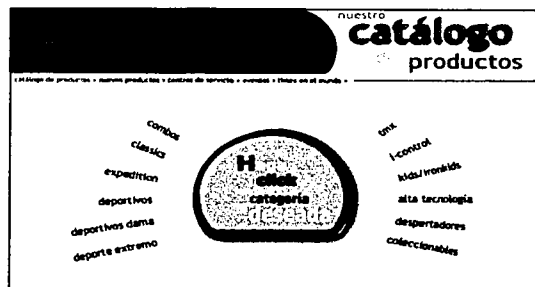 nuestro
catálogo
de productos
catálogo de productos • nuevos productos • centros de servicio • eventos • timex en el mundo •
combos
classics
expedition
deportivos
deportivos dama
deporte extremo
H
click
categoría
deseada
tmx
i-control
kids/ironkids
alta tecnología
despertadores
coleccionables